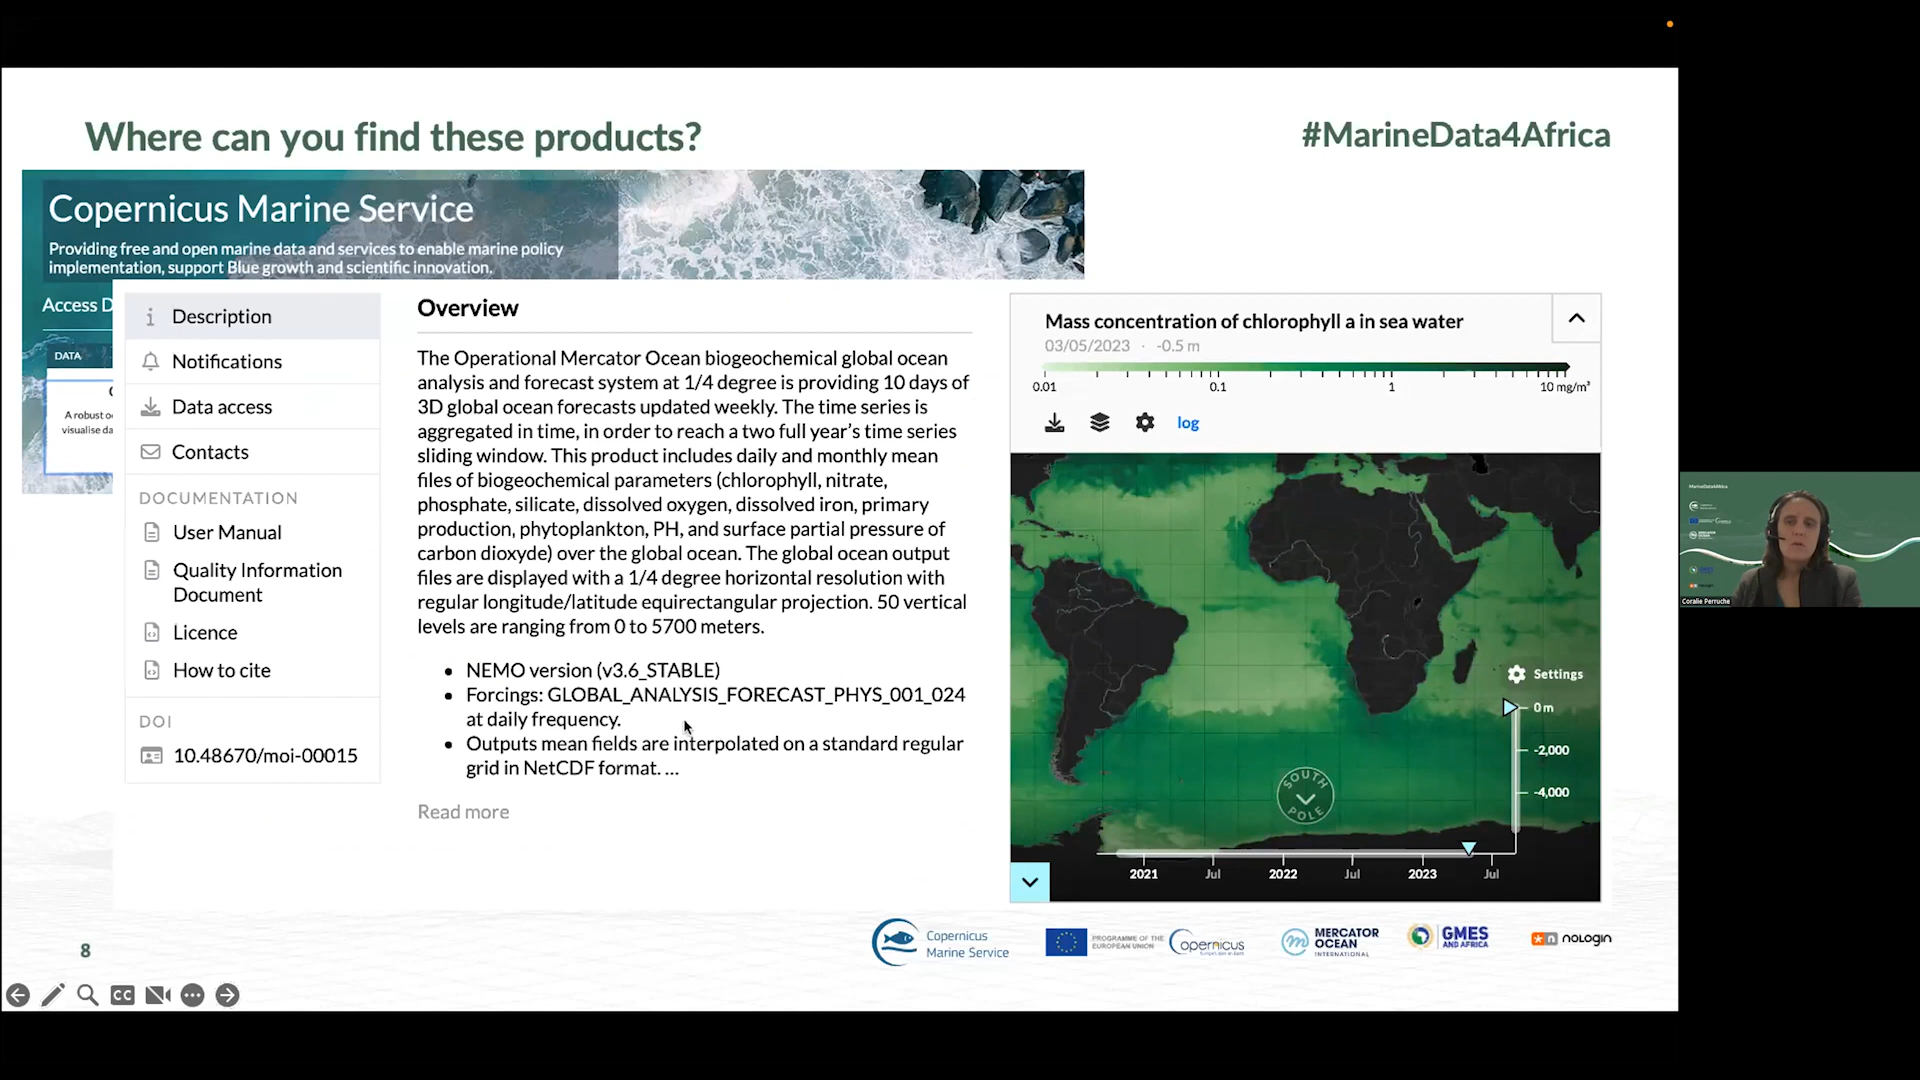 Where can you find these products?
#MarineData4Africa
Copernicus Marine Service
Providing free and open marine data and services to enable marine policy
implementation, support Blue growth and scientific innovation.
Access D
DATA
A robust o
visualise da
Description
Notifications
Data access
Contacts
DOCUMENTATION
User Manual
Quality Information
Document
Licence
How to cite
DOI
10.48670/moi-00015
Overview
The Operational Mercator Ocean biogeochemical global ocean
analysis and forecast system at 1/4 degree is providing 10 days of
3D global ocean forecasts updated weekly. The time series is
aggregated in time, in order to reach a two full year’s time series
sliding window. This product includes daily and monthly mean
files of biogeochemical parameters (chlorophyll, nitrate,
phosphate, silicate, dissolved oxygen, dissolved iron, primary
production, phytoplankton, PH, and surface partial pressure of
carbon dioxyde) over the global ocean. The global ocean output
files are displayed with a 1/4 degree horizontal resolution with
regular longitude/latitude equirectangular projection. 50 vertical
levels are ranging from 0 to 5700 meters.
• NEMO version (v3.6_STABLE)
• Forcings: GLOBAL_ANALYSIS_FORECAST_PHYS_001_024
at daily frequency.
• Outputs mean fields are interpolated on a standard regular
grid in NetCDF format. ...
Read more
Mass concentration of chlorophyll a in sea water
03/05/2023 · -0.5 m
0.01 0.1 1 10 mg/m³
log
Settings
0 m
-2,000
-4,000
SOUTH
POLE
2021 Jul 2022 Jul 2023 Jul
MarineData4Africa
Coralie Perruche
8
Copernicus
Marine Service
PROGRAMME OF THE
EUROPEAN UNION
opernicus
MERCATOR
OCEAN
INTERNATIONAL
GMES
AND AFRICA
n nologin
CC